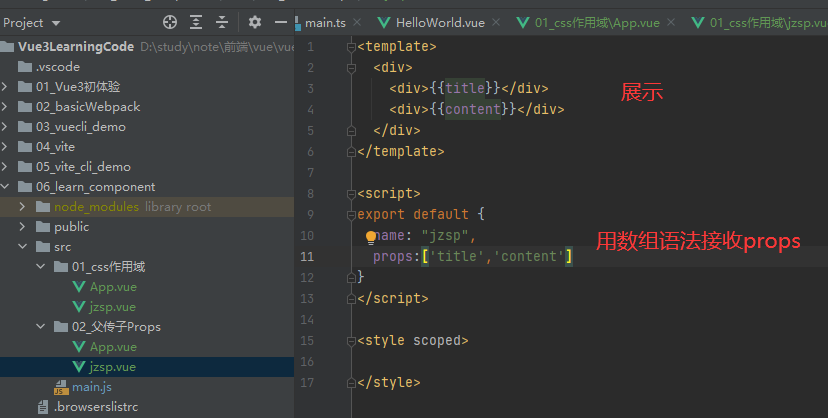 Project
main.ts
HelloWorld.vue
01_css作用域\App.vue
01_css作用域\jzsp.vue
Vue3LearningCode D:\study\note\前端\vue\vue
.vscode
01_Vue3初体验
02_basicWebpack
03_vuecli_demo
04_vite
05_vite_cli_demo
06_learn_component
node_modules library root
public
src
01_css作用域
App.vue
jzsp.vue
02_父传子Props
App.vue
jzsp.vue
main.js
.browserslistrc
1 <template>
2 <div>
3 <div>{{title}}</div>
4 <div>{{content}}</div>
5 </div>
6 </template>
7
8 <script>
9 export default {
10 name: "jzsp",
11 props:['title','content']
12 }
13 </script>
14
15 <style scoped>
16
17 </style>
展示
用数组语法接收props